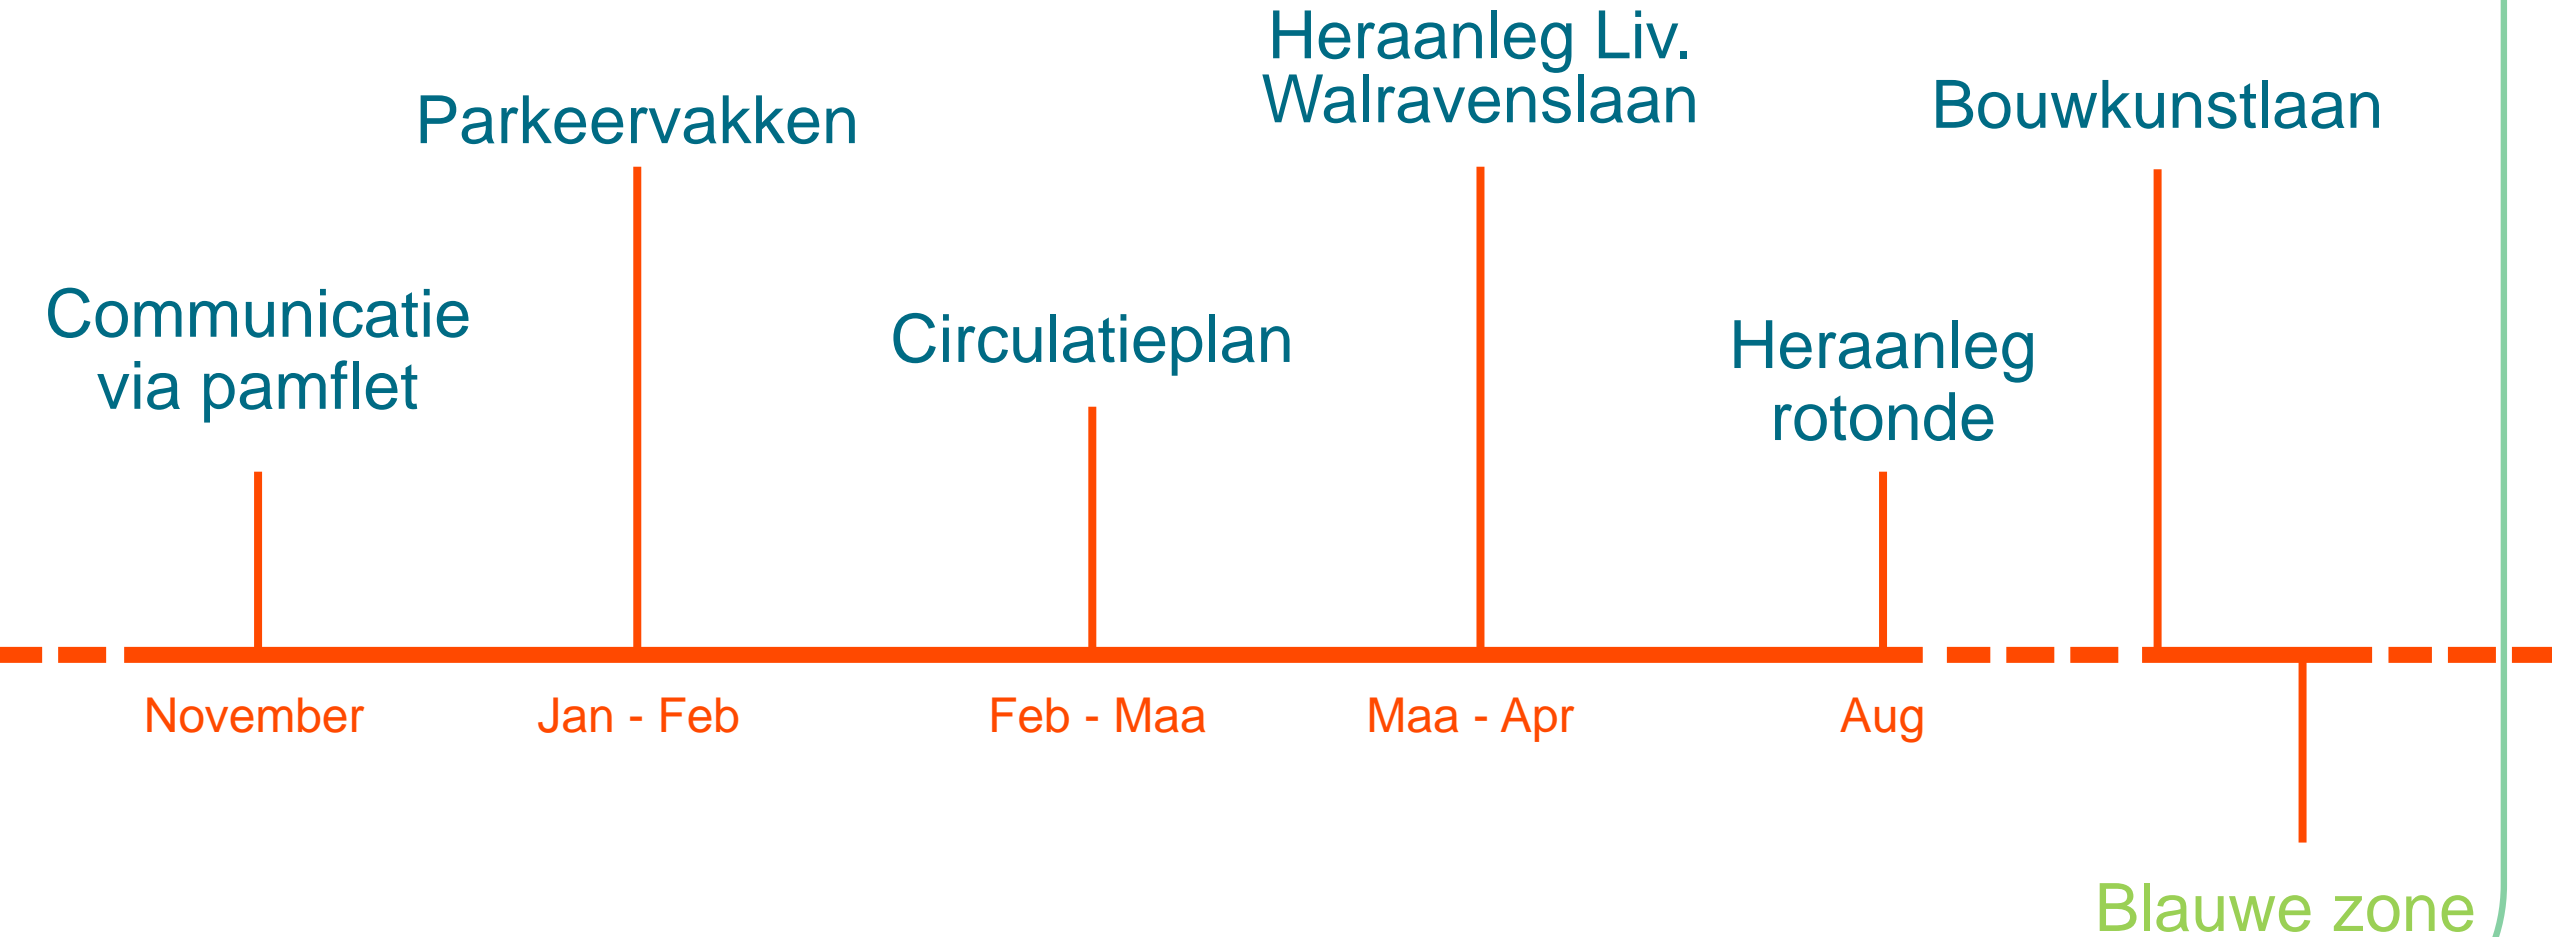 Heraanleg Liv.
Walravenslaan
Parkeervakken
Bouwkunstlaan
Communicatie
via pamflet
Circulatieplan
Heraanleg
rotonde
November
Jan - Feb
Feb - Maa
Maa - Apr
Aug
Blauwe zone